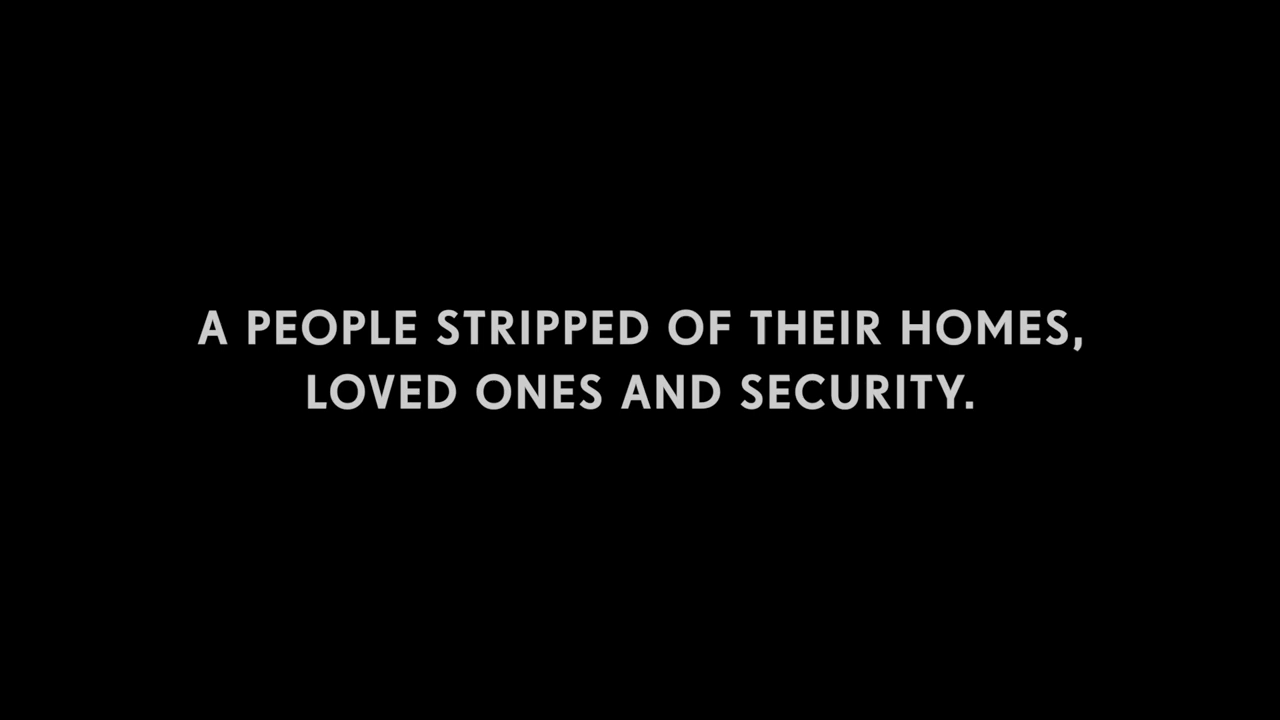 A PEOPLE STRIPPED OF THEIR HOMES,
LOVED ONES AND SECURITY.